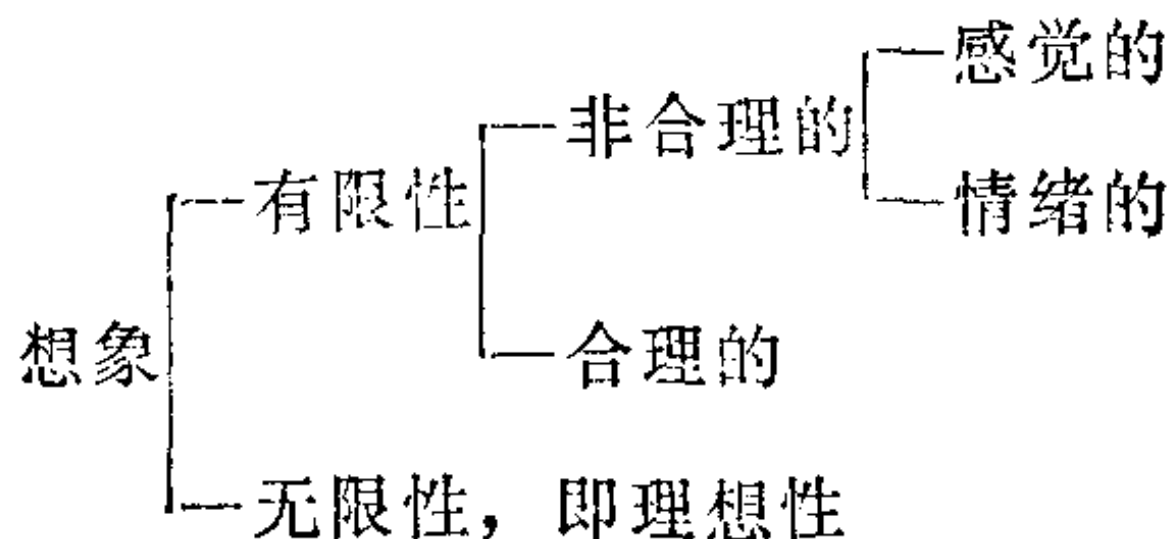 感觉的
非合理的
有限性
情绪的
想象
合理的
无限性，即理想性